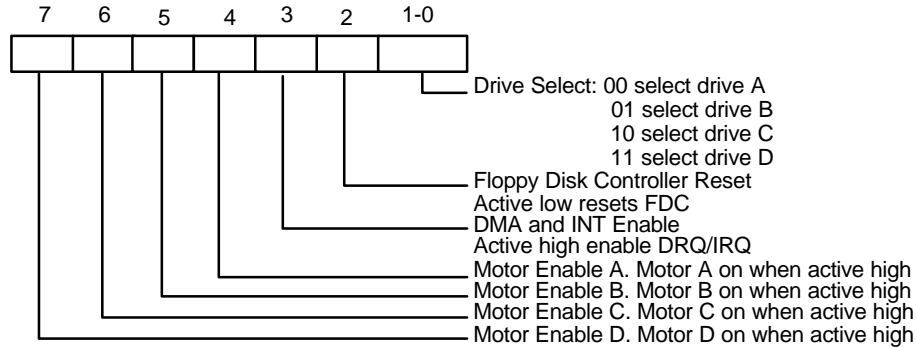 7 6 5 4 3 2 1-0
Drive Select: 00 select drive A
01 select drive B
10 select drive C
11 select drive D
Floppy Disk Controller Reset
Active low resets FDC
DMA and INT Enable
Active high enable DRQ/IRQ
Motor Enable A. Motor A on when active high
Motor Enable B. Motor B on when active high
Motor Enable C. Motor C on when active high
Motor Enable D. Motor D on when active high